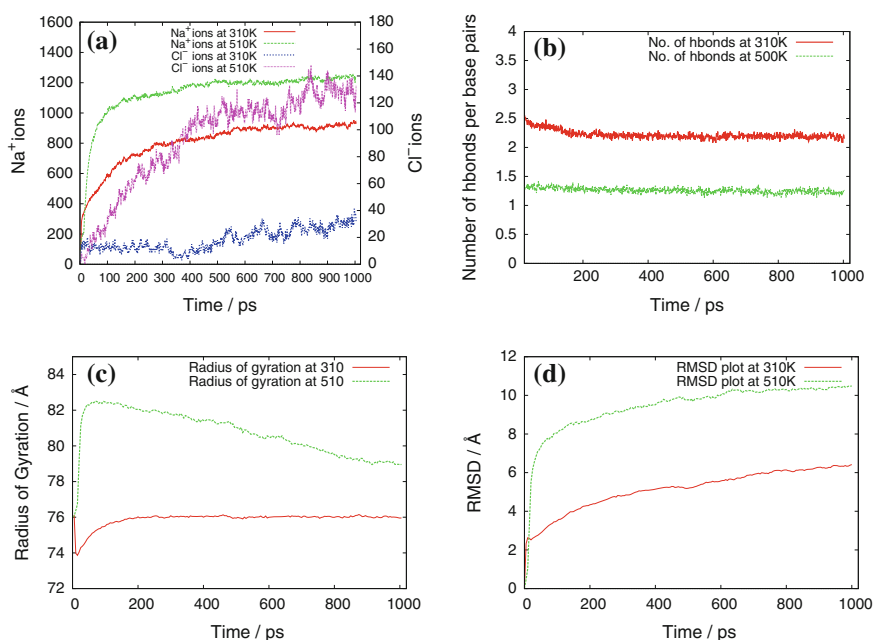 (a)
Na⁺ions at 310K
Na⁺ions at 510K
Cl⁻ ions at 310K
Cl⁻ ions at 510K
1600
1400
1200
1000
800
600
400
200
0
Na⁺ions
180
160
140
120
100
80
60
40
20
0
Cl⁻ions
0 100 200 300 400 500 600 700 800 900 1000
Time / ps
(b)
No. of hbonds at 310K
No. of hbonds at 500K
4
3.5
3
2.5
2
1.5
1
0.5
0
Number of hbonds per base pairs
200 400 600 800 1000
Time / ps
(c)
Radius of gyration at 310
Radius of gyration at 510
84
82
80
78
76
74
72
Radius of Gyration / Å
0 200 400 600 800 1000
Time / ps
(d)
RMSD plot at 310K
RMSD plot at 510K
12
10
8
6
4
2
0
RMSD / Å
0 200 400 600 800 1000
Time / ps